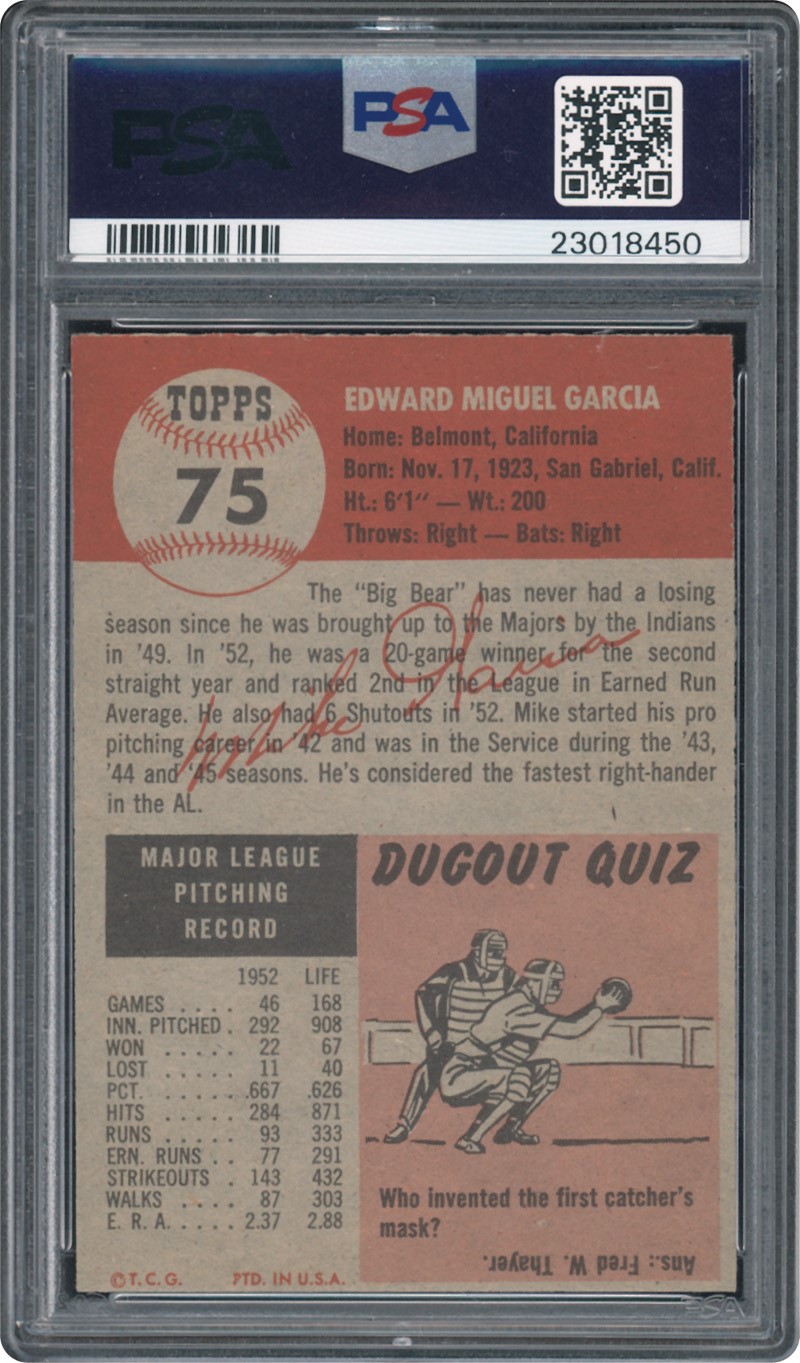 PSA
PSA
23018450
TOPPS
75
EDWARD MIGUEL GARCIA
Home: Belmont, California
Born: Nov. 17, 1923, San Gabriel, Calif.
Ht.: 6'1" — Wt.: 200
Throws: Right — Bats: Right
The "Big Bear" has never had a losing
season since he was brought up to the Majors by the Indians
in '49. In '52, he was a 20-game winner for the second
straight year and ranked 2nd in the League in Earned Run
Average. He also had 6 Shutouts in '52. Mike started his pro
pitching career in '42 and was in the Service during the '43,
'44 and '45 seasons. He's considered the fastest right-hander
in the AL.
Mike Garcia
MAJOR LEAGUE
PITCHING
RECORD
1952 LIFE
GAMES ..... 46 168
INN. PITCHED . 292 908
WON ...... 22 67
LOST ...... 11 40
PCT. ...... .667 .626
HITS ...... 284 871
RUNS ..... 93 333
ERN. RUNS .. 77 291
STRIKEOUTS . 143 432
WALKS .... 87 303
E. R. A. ..... 2.37 2.88
©T.C.G. PTD. IN U.S.A.
DUGOUT QUIZ
Who invented the first catcher's
mask?
Ans.: Fred W. Thayer.
PSA